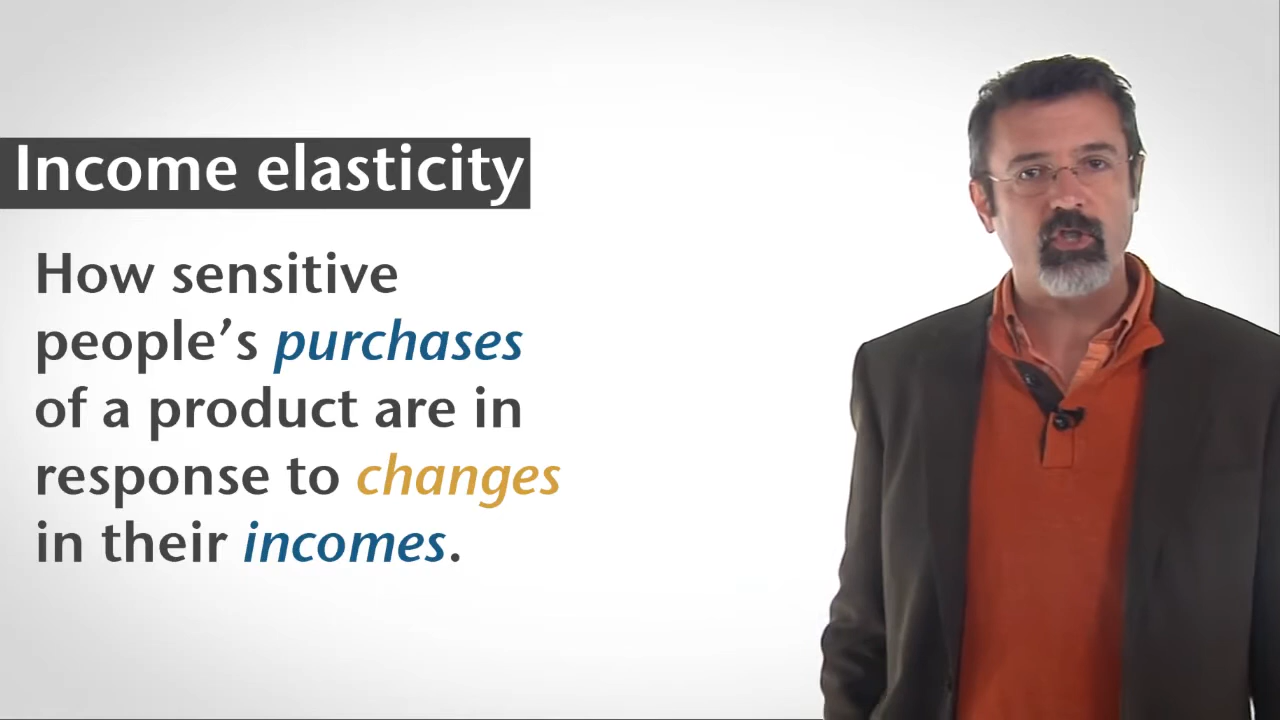 Income elasticity
How sensitive
people’s purchases
of a product are in
response to changes
in their incomes.